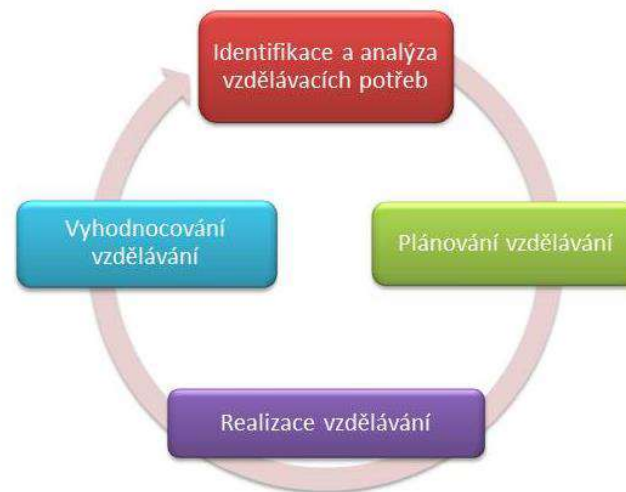 Identifikace a analýza
vzdělávacích potřeb
Plánování vzdělávání
Realizace vzdělávání
Vyhodnocování
vzdělávání